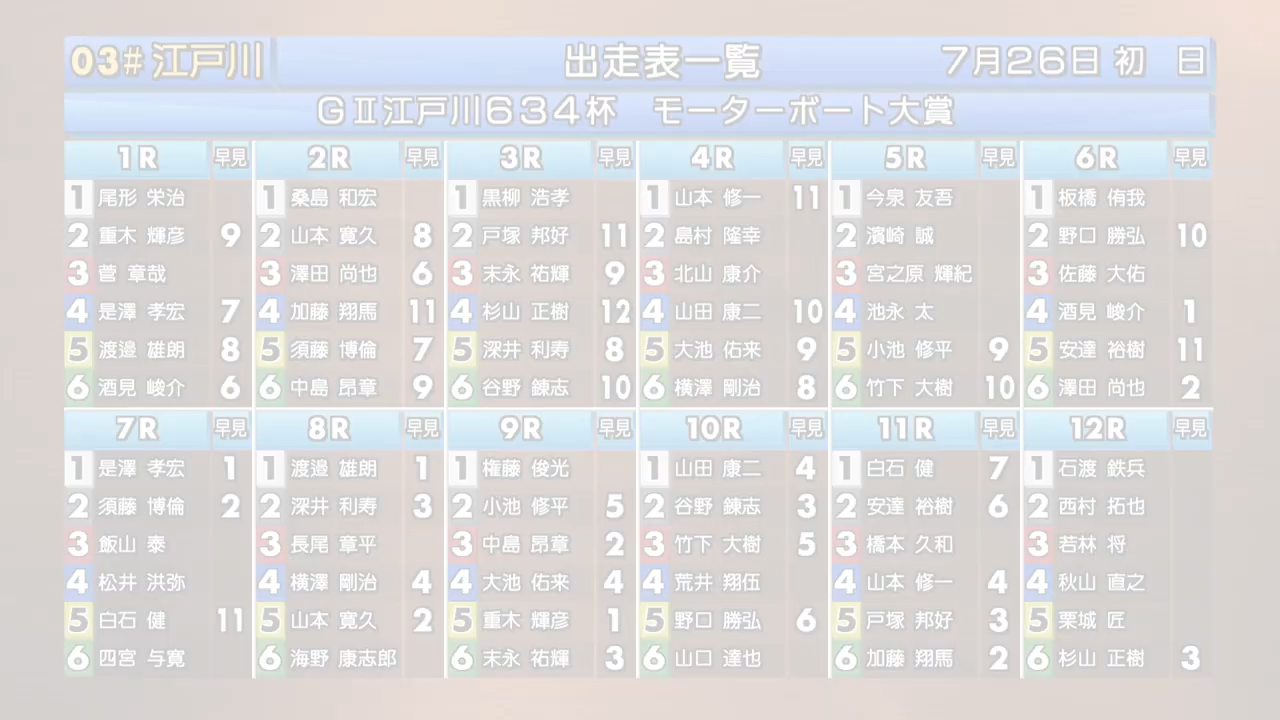 03# 江戸川 出走表一覧 7月26日 初 日
GⅡ江戸川634杯 モーターボート大賞
1R 早見 2R 早見 3R 早見 4R 早見 5R 早見 6R 早見
1 尾形 栄治 1 桑島 和宏 1 黒柳 浩孝 1 山本 修一 11 1 今泉 友吾 1 板橋 侑我
2 重木 輝彦 9 2 山本 寛久 8 2 戸塚 邦好 11 2 島村 隆幸 2 濱崎 誠 2 野口 勝弘 10
3 菅 章哉 3 澤田 尚也 6 3 末永 祐輝 9 3 北山 康介 3 宮之原 輝紀 3 佐藤 大佑
4 是澤 孝宏 7 4 加藤 翔馬 11 4 杉山 正樹 12 4 山田 康二 10 4 池永 太 4 酒見 峻介 1
5 渡邉 雄朗 8 5 須藤 博倫 7 5 深井 利寿 8 5 大池 佑来 9 5 小池 修平 9 5 安達 裕樹 11
6 酒見 峻介 6 6 中島 昂章 9 6 谷野 錬志 10 6 横澤 剛治 8 6 竹下 大樹 10 6 澤田 尚也 2
7R 早見 8R 早見 9R 早見 10R 早見 11R 早見 12R 早見
1 是澤 孝宏 1 1 渡邉 雄朗 1 1 権藤 俊光 1 山田 康二 4 1 白石 健 7 1 石渡 鉄兵
2 須藤 博倫 2 2 深井 利寿 3 2 小池 修平 5 2 谷野 錬志 3 2 安達 裕樹 6 2 西村 拓也
3 飯山 泰 3 長尾 章平 3 中島 昂章 2 3 竹下 大樹 5 3 橋本 久和 3 若林 将
4 松井 洪弥 4 横澤 剛治 4 4 大池 佑来 4 4 荒井 翔伍 4 山本 修一 4 4 秋山 直之
5 白石 健 11 5 山本 寛久 2 5 重木 輝彦 1 5 野口 勝弘 6 5 戸塚 邦好 3 5 栗城 匠
6 四宮 与寛 6 海野 康志郎 6 末永 祐輝 3 6 山口 達也 6 加藤 翔馬 2 6 杉山 正樹 3